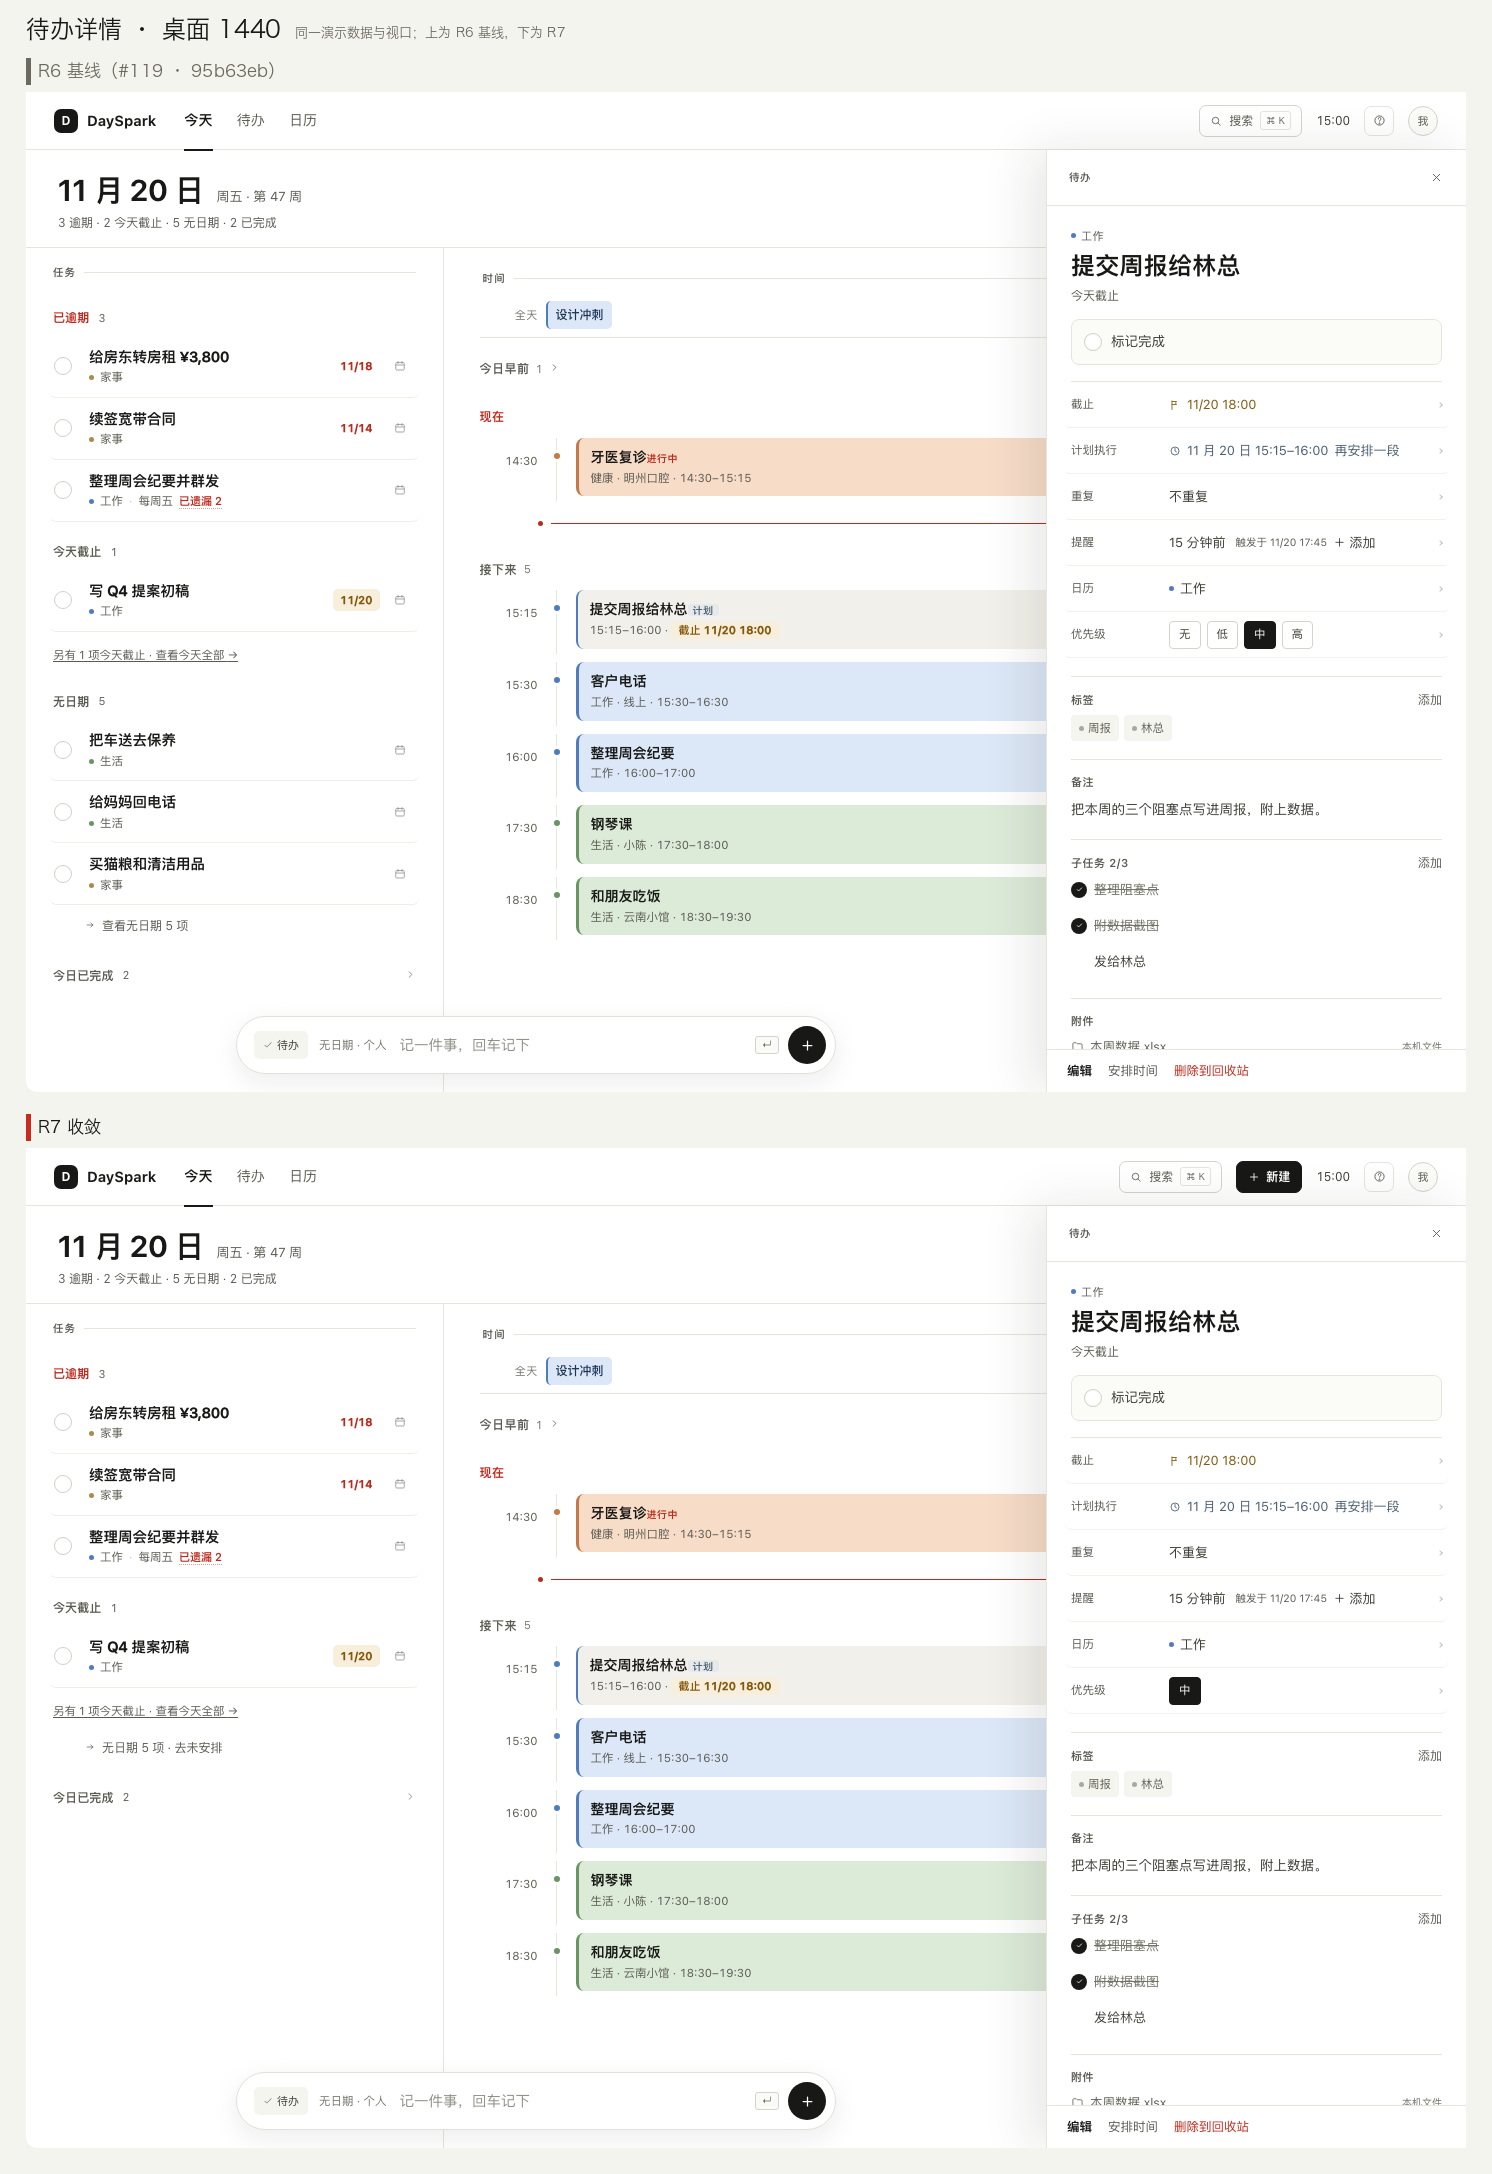 待办详情 · 桌面 1440 同一演示数据与视口；上为 R6 基线，下为 R7
R6 基线（#119 · 95b63eb）
D DaySpark 今天 待办 日历 搜索 ⌘ K 15:00 我
11 月 20 日 周五 · 第 47 周
3 逾期 · 2 今天截止 · 5 无日期 · 2 已完成
任务
已逾期 3
给房东转房租 ¥3,800 11/18
家事
续签宽带合同 11/14
家事
整理周会纪要并群发
工作 · 每周五 已遗漏 2
今天截止 1
写 Q4 提案初稿 11/20
工作
另有 1 项今天截止 · 查看今天全部 →
无日期 5
把车送去保养
生活
给妈妈回电话
生活
买猫粮和清洁用品
家事
→ 查看无日期 5 项
今日已完成 2
时间
全天 设计冲刺
今日早前 1
现在
14:30 牙医复诊进行中
健康 · 明州口腔 · 14:30–15:15
接下来 5
15:15 提交周报给林总 计划
15:15–16:00 · 截止 11/20 18:00
15:30 客户电话
工作 · 线上 · 15:30–16:30
16:00 整理周会纪要
工作 · 16:00–17:00
17:30 钢琴课
生活 · 小陈 · 17:30–18:00
18:30 和朋友吃饭
生活 · 云南小馆 · 18:30–19:30
✓ 待办 无日期 · 个人 记一件事，回车记下
待办
工作
提交周报给林总
今天截止
标记完成
截止 11/20 18:00
计划执行 11 月 20 日 15:15–16:00 再安排一段
重复 不重复
提醒 15 分钟前 触发于 11/20 17:45 ＋ 添加
日历 工作
优先级 无 低 中 高
标签 添加
周报 林总
备注
把本周的三个阻塞点写进周报，附上数据。
子任务 2/3 添加
整理阻塞点
附数据截图
发给林总
附件
本周数据.xlsx 本机文件
编辑 安排时间 删除到回收站
R7 收敛
D DaySpark 今天 待办 日历 搜索 ⌘ K ＋ 新建 15:00 我
11 月 20 日 周五 · 第 47 周
3 逾期 · 2 今天截止 · 5 无日期 · 2 已完成
任务
已逾期 3
给房东转房租 ¥3,800 11/18
家事
续签宽带合同 11/14
家事
整理周会纪要并群发
工作 · 每周五 已遗漏 2
今天截止 1
写 Q4 提案初稿 11/20
工作
另有 1 项今天截止 · 查看今天全部 →
→ 无日期 5 项 · 去未安排
今日已完成 2
时间
全天 设计冲刺
今日早前 1
现在
14:30 牙医复诊进行中
健康 · 明州口腔 · 14:30–15:15
接下来 5
15:15 提交周报给林总 计划
15:15–16:00 · 截止 11/20 18:00
15:30 客户电话
工作 · 线上 · 15:30–16:30
16:00 整理周会纪要
工作 · 16:00–17:00
17:30 钢琴课
生活 · 小陈 · 17:30–18:00
18:30 和朋友吃饭
生活 · 云南小馆 · 18:30–19:30
✓ 待办 无日期 · 个人 记一件事，回车记下
待办
工作
提交周报给林总
今天截止
标记完成
截止 11/20 18:00
计划执行 11 月 20 日 15:15–16:00 再安排一段
重复 不重复
提醒 15 分钟前 触发于 11/20 17:45 ＋ 添加
日历 工作
优先级 中
标签 添加
周报 林总
备注
把本周的三个阻塞点写进周报，附上数据。
子任务 2/3 添加
整理阻塞点
附数据截图
发给林总
附件
本周数据.xlsx 本机文件
编辑 安排时间 删除到回收站